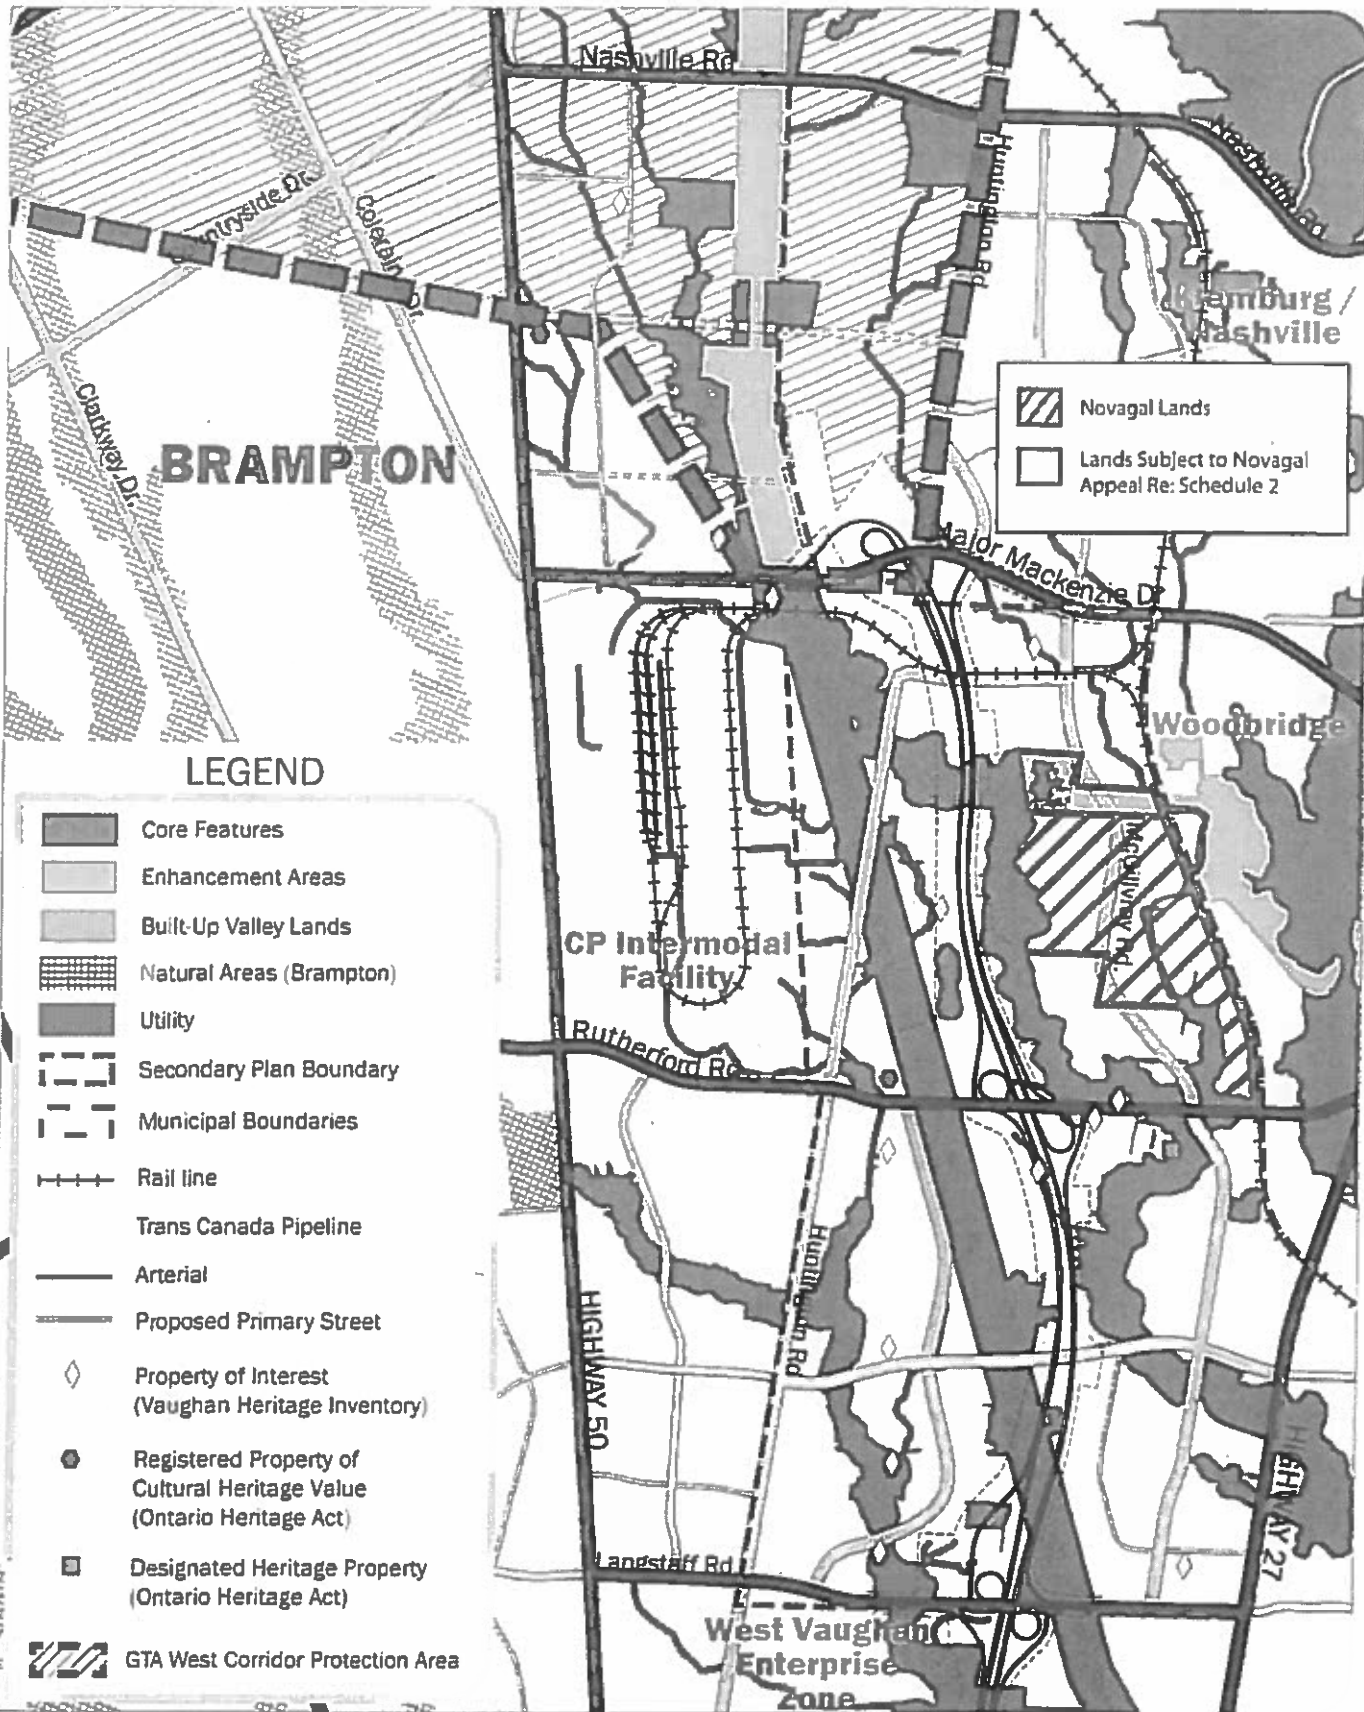 Nashville Rd
Huntington Rd
Nashville Rd
Countryside Dr.
Coleraine Dr.
Kleinburg /
Nashville
Novagal Lands
Lands Subject to Novagal
Appeal Re: Schedule 2
Clarkway Dr.
BRAMPTON
Major Mackenzie Dr
Woodbridge
LEGEND
Core Features
Enhancement Areas
Built-Up Valley Lands
Natural Areas (Brampton)
Utility
Secondary Plan Boundary
Municipal Boundaries
Rail line
Trans Canada Pipeline
Arterial
Proposed Primary Street
Property of Interest
(Vaughan Heritage Inventory)
Registered Property of
Cultural Heritage Value
(Ontario Heritage Act)
Designated Heritage Property
(Ontario Heritage Act)
GTA West Corridor Protection Area
McGillivray Rd.
CP Intermodal
Facility
Rutherford Rd
Huntington Rd
HIGHWAY 50
HIGHWAY 27
Langstaff Rd
West Vaughan
Enterprise
Zone